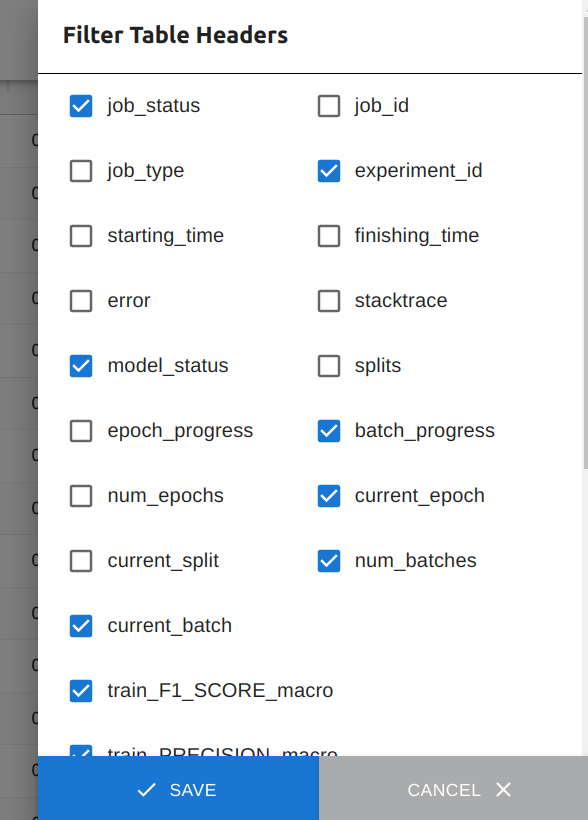 Filter Table Headers
job_status job_id
job_type experiment_id
starting_time finishing_time
error stacktrace
model_status splits
epoch_progress batch_progress
num_epochs current_epoch
current_split num_batches
current_batch
train_F1_SCORE_macro
train_PRECISION_macro
SAVE CANCEL